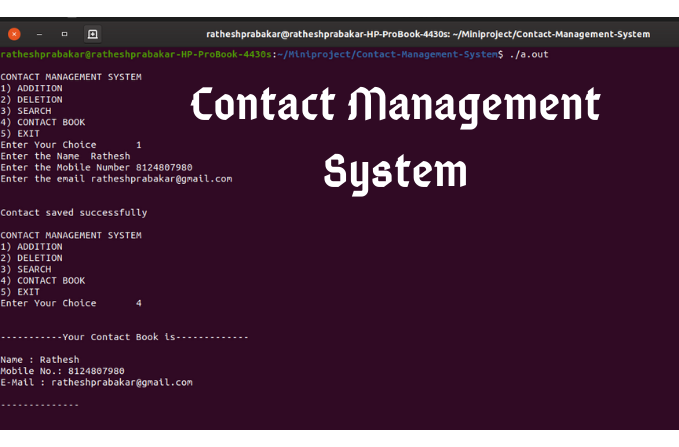 ratheshprabakar@ratheshprabakar-HP-ProBook-4430s: ~/Miniproject/Contact-Management-System
ratheshprabakar@ratheshprabakar-HP-ProBook-4430s:~/Miniproject/Contact-Management-System$ ./a.out
CONTACT MANAGEMENT SYSTEM
1) ADDITION
2) DELETION
3) SEARCH
4) CONTACT BOOK
5) EXIT
Enter Your Choice 1
Enter the Name Rathesh
Enter the Mobile Number 8124807980
Enter the email ratheshprabakar@gmail.com
Contact saved successfully
CONTACT MANAGEMENT SYSTEM
1) ADDITION
2) DELETION
3) SEARCH
4) CONTACT BOOK
5) EXIT
Enter Your Choice 4
-----------Your Contact Book is-------------
Name : Rathesh
Mobile No.: 8124807980
E-Mail : ratheshprabakar@gmail.com
--------------
Contact Management
System